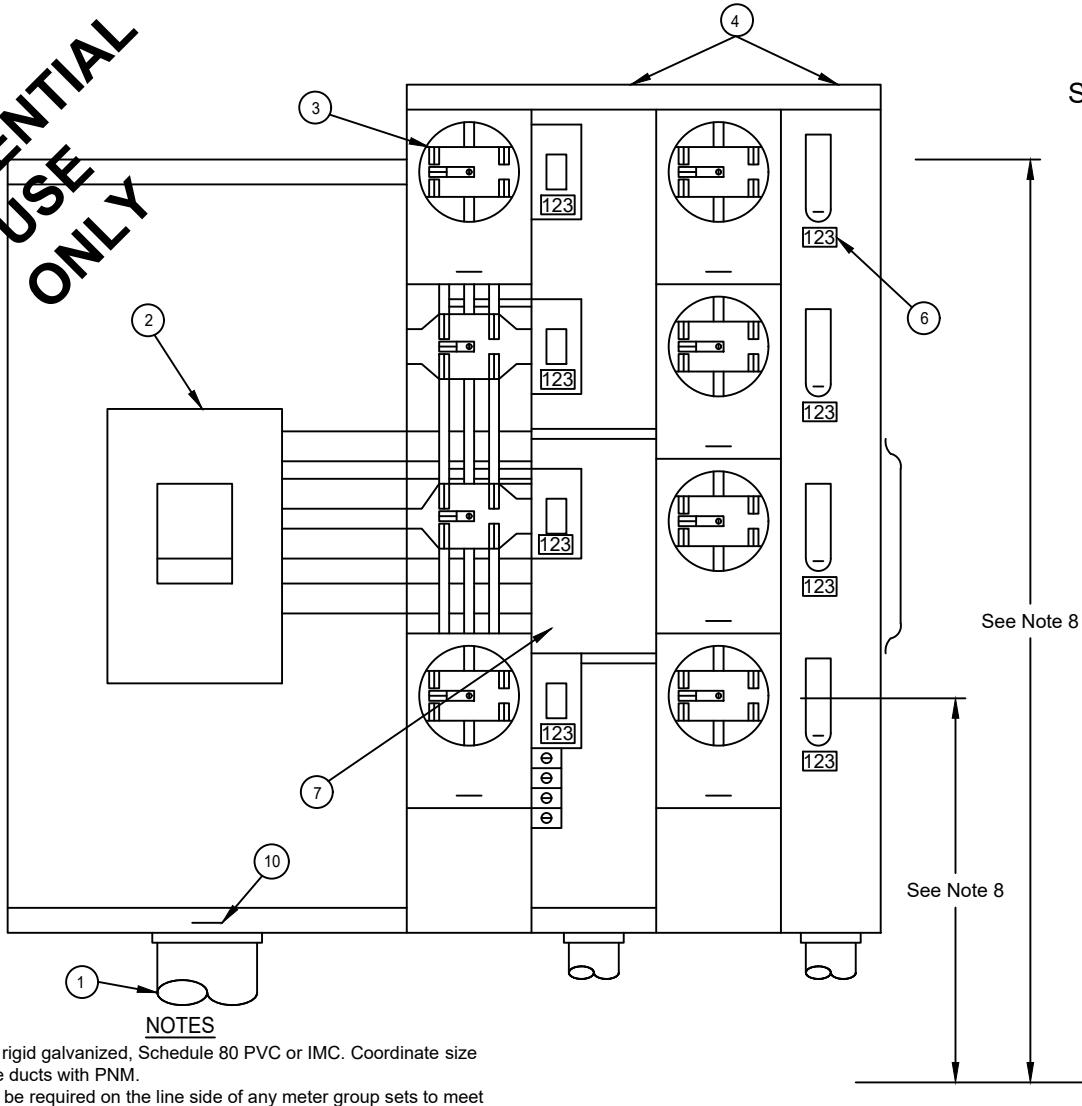 ENTIAL
USE
ONLY
4
S
3
123
123
6
2
123
123
123
123
See Note 8
123
123
7
See Note 8
10
1
NOTES
rigid galvanized, Schedule 80 PVC or IMC. Coordinate size
ducts with PNM.
be required on the line side of any meter group sets to meet